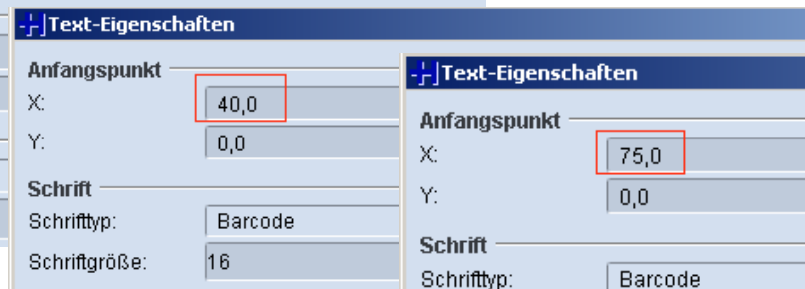 Text-Eigenschaften
Anfangspunkt
X: 40,0
Y: 0,0
Schrift
Schrifttyp: Barcode
Schriftgröße: 16
Text-Eigenschaften
Anfangspunkt
X: 75,0
Y: 0,0
Schrift
Schrifttyp: Barcode